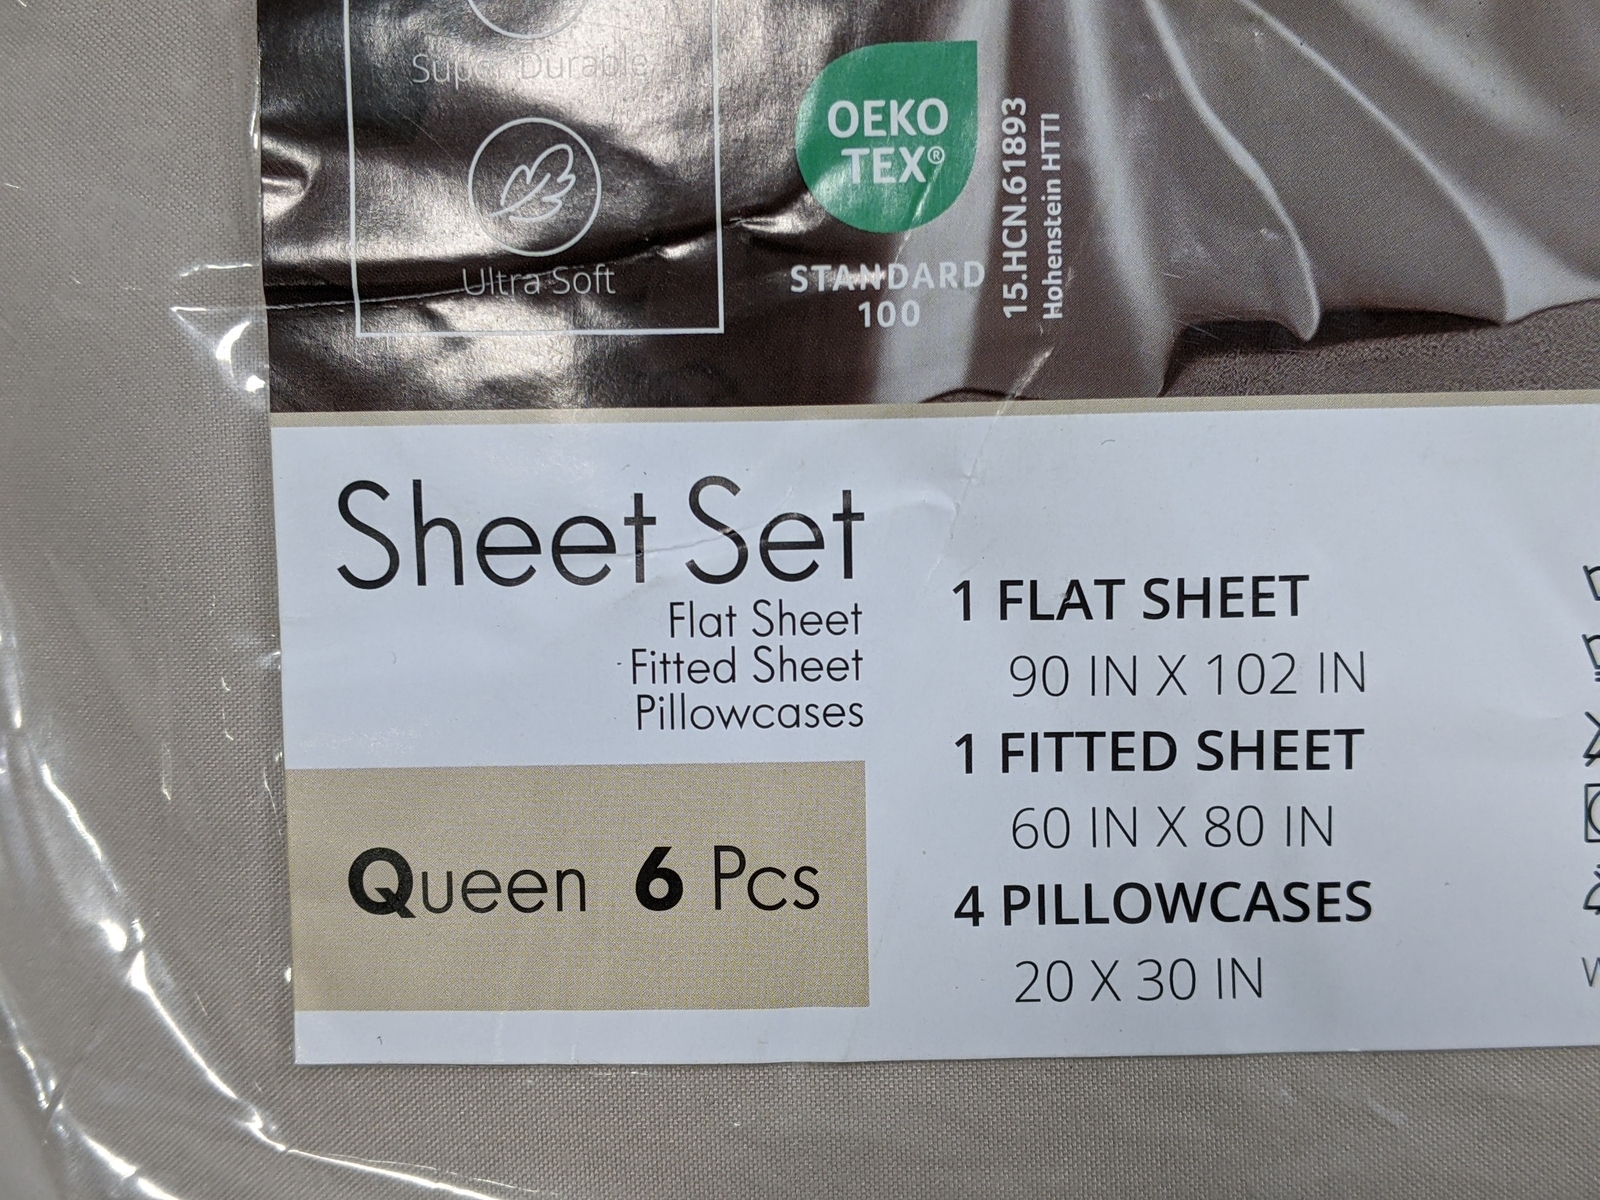 Super Durable
Ultra Soft
OEKO
TEX®
STANDARD
100
15.HCN.61893
Hohenstein HTTI
Sheet Set
Flat Sheet
Fitted Sheet
Pillowcases
Queen 6 Pcs
1 FLAT SHEET
90 IN X 102 IN
1 FITTED SHEET
60 IN X 80 IN
4 PILLOWCASES
20 X 30 IN